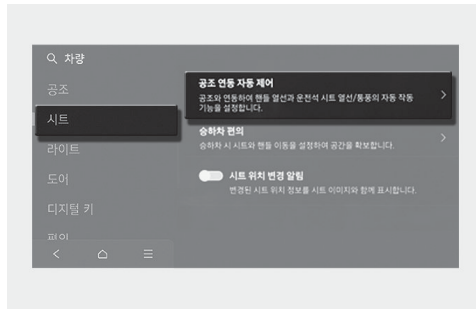 차량
공조
시트
라이트
도어
디지털 키
편의
공조 연동 자동 제어
공조와 연동하여 핸들 열선과 운전석 시트 열선/통풍의 자동 작동
기능을 설정합니다.
승하차 편의
승하차 시 시트와 핸들 이동을 설정하여 공간을 확보합니다.
시트 위치 변경 알림
변경된 시트 위치 정보를 시트 이미지와 함께 표시합니다.